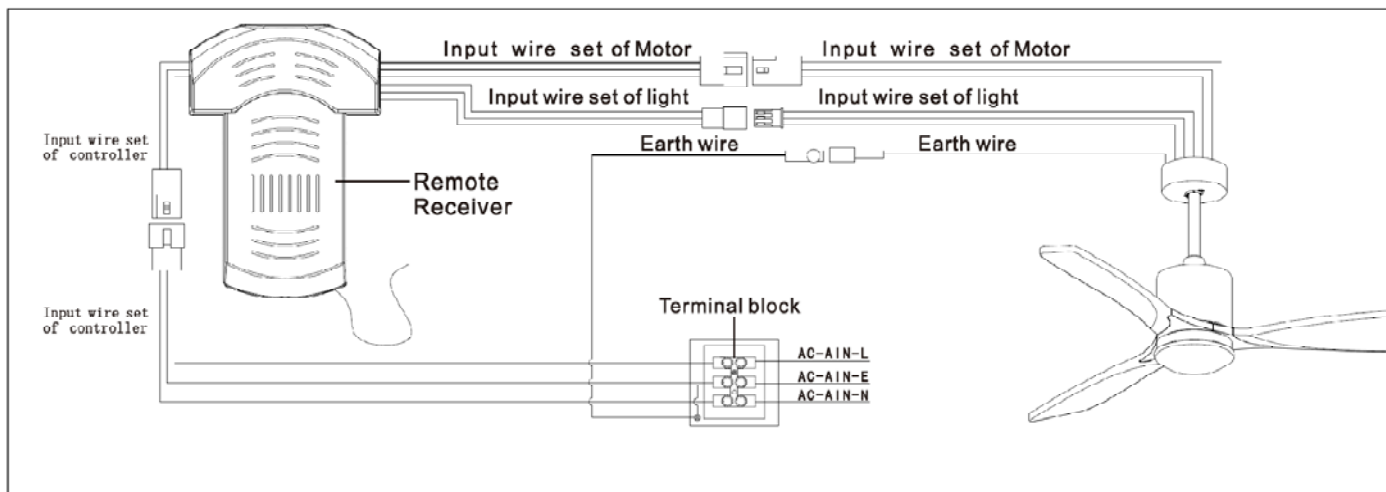 Input wire set of Motor
Input wire set of Motor
Input wire set of light
Input wire set of light
Earth wire
Earth wire
Input wire set
of controller
Remote
Receiver
Input wire set
of controller
Terminal block
AC-AIN-L
AC-AIN-E
AC-AIN-N